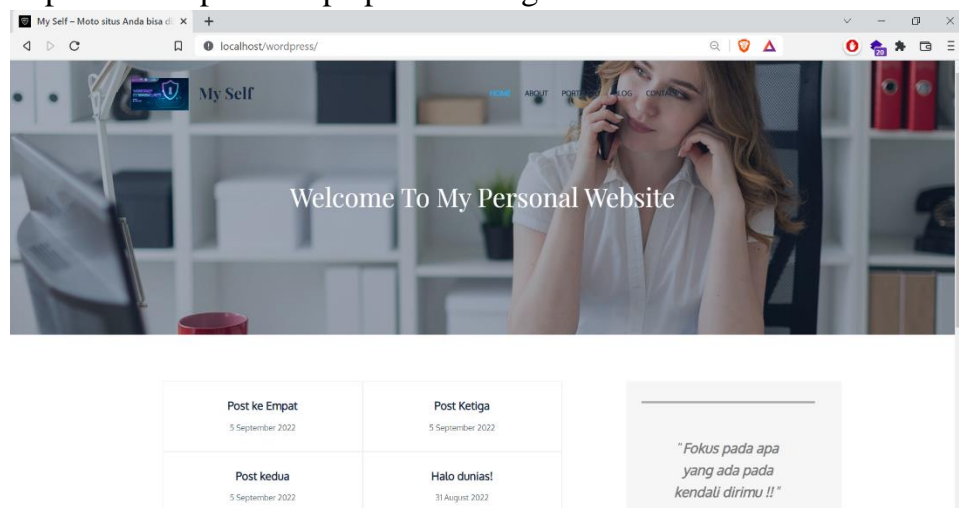 My Self – Moto situs Anda bisa di
localhost/wordpress/
20
My Self
HOME ABOUT BLOG CONTACT
Welcome To My Personal Website
Post ke Empat
5 September 2022
Post Ketiga
5 September 2022
Post kedua
5 September 2022
Halo dunias!
31 August 2022
"Fokus pada apa
yang ada pada
kendali dirimu !!"